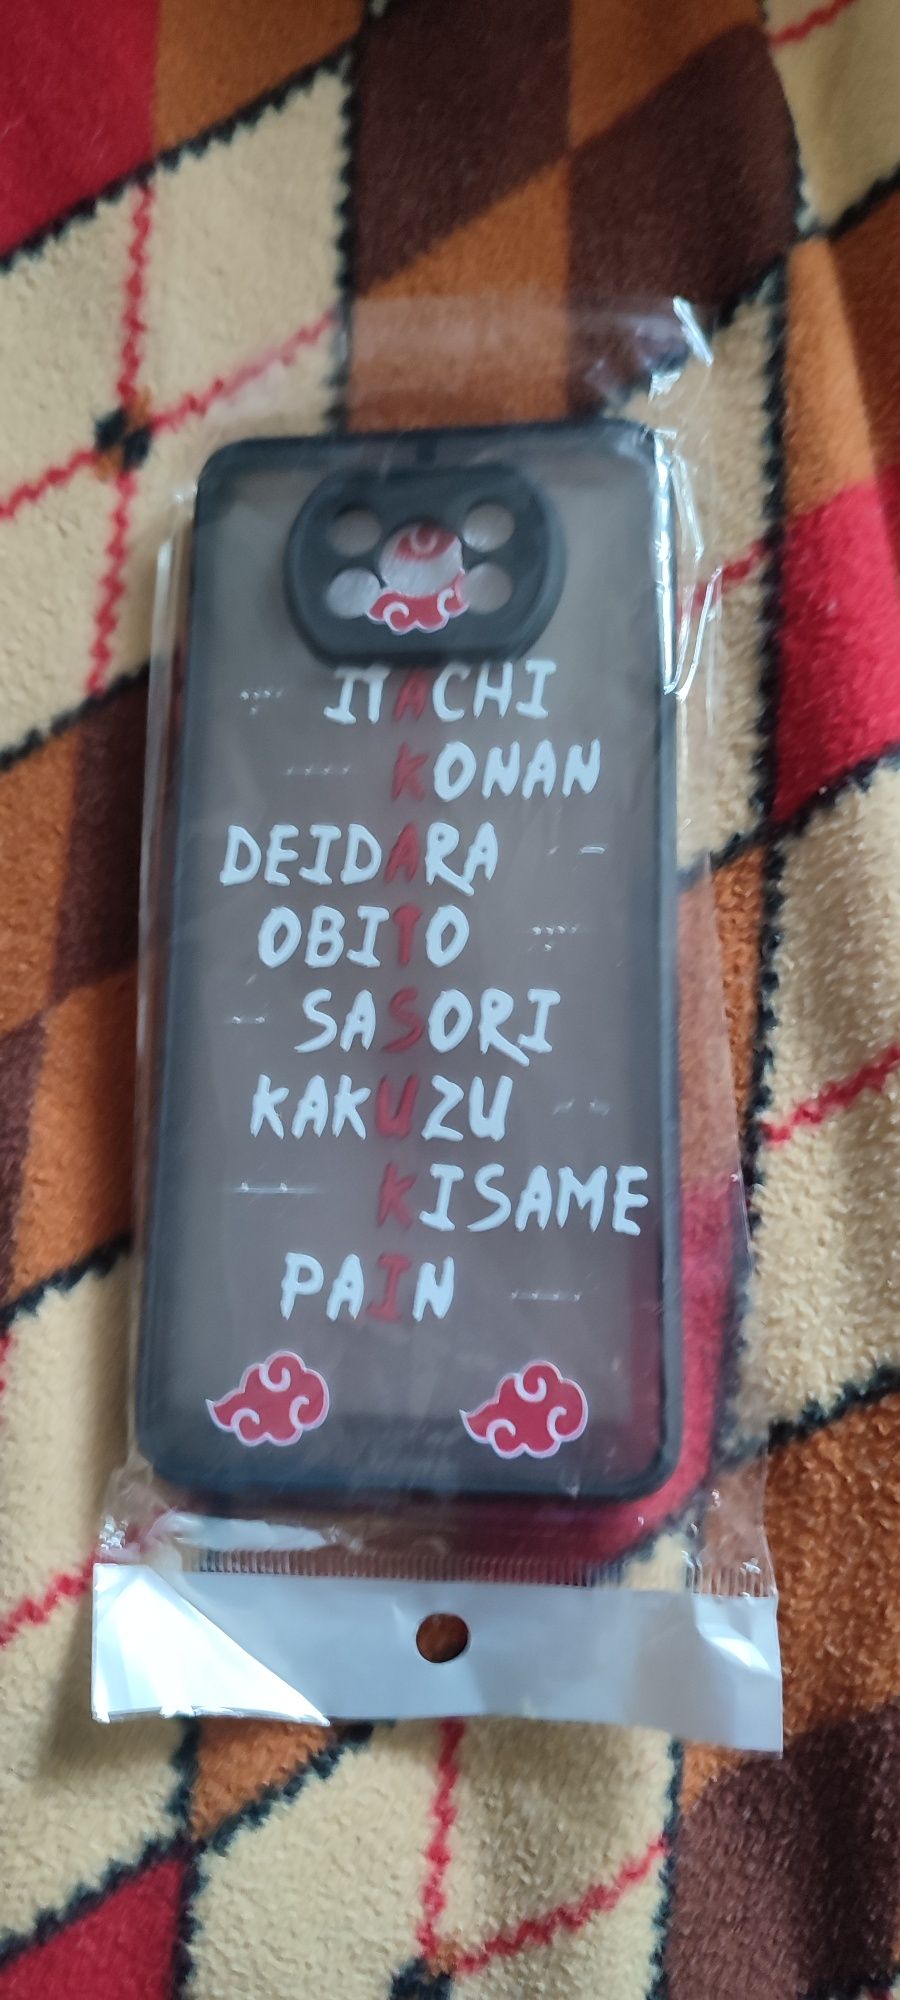 ITACHI
KONAN
DEIDARA
OBITO
SASORI
KAKUZU
KISAME
PAIN